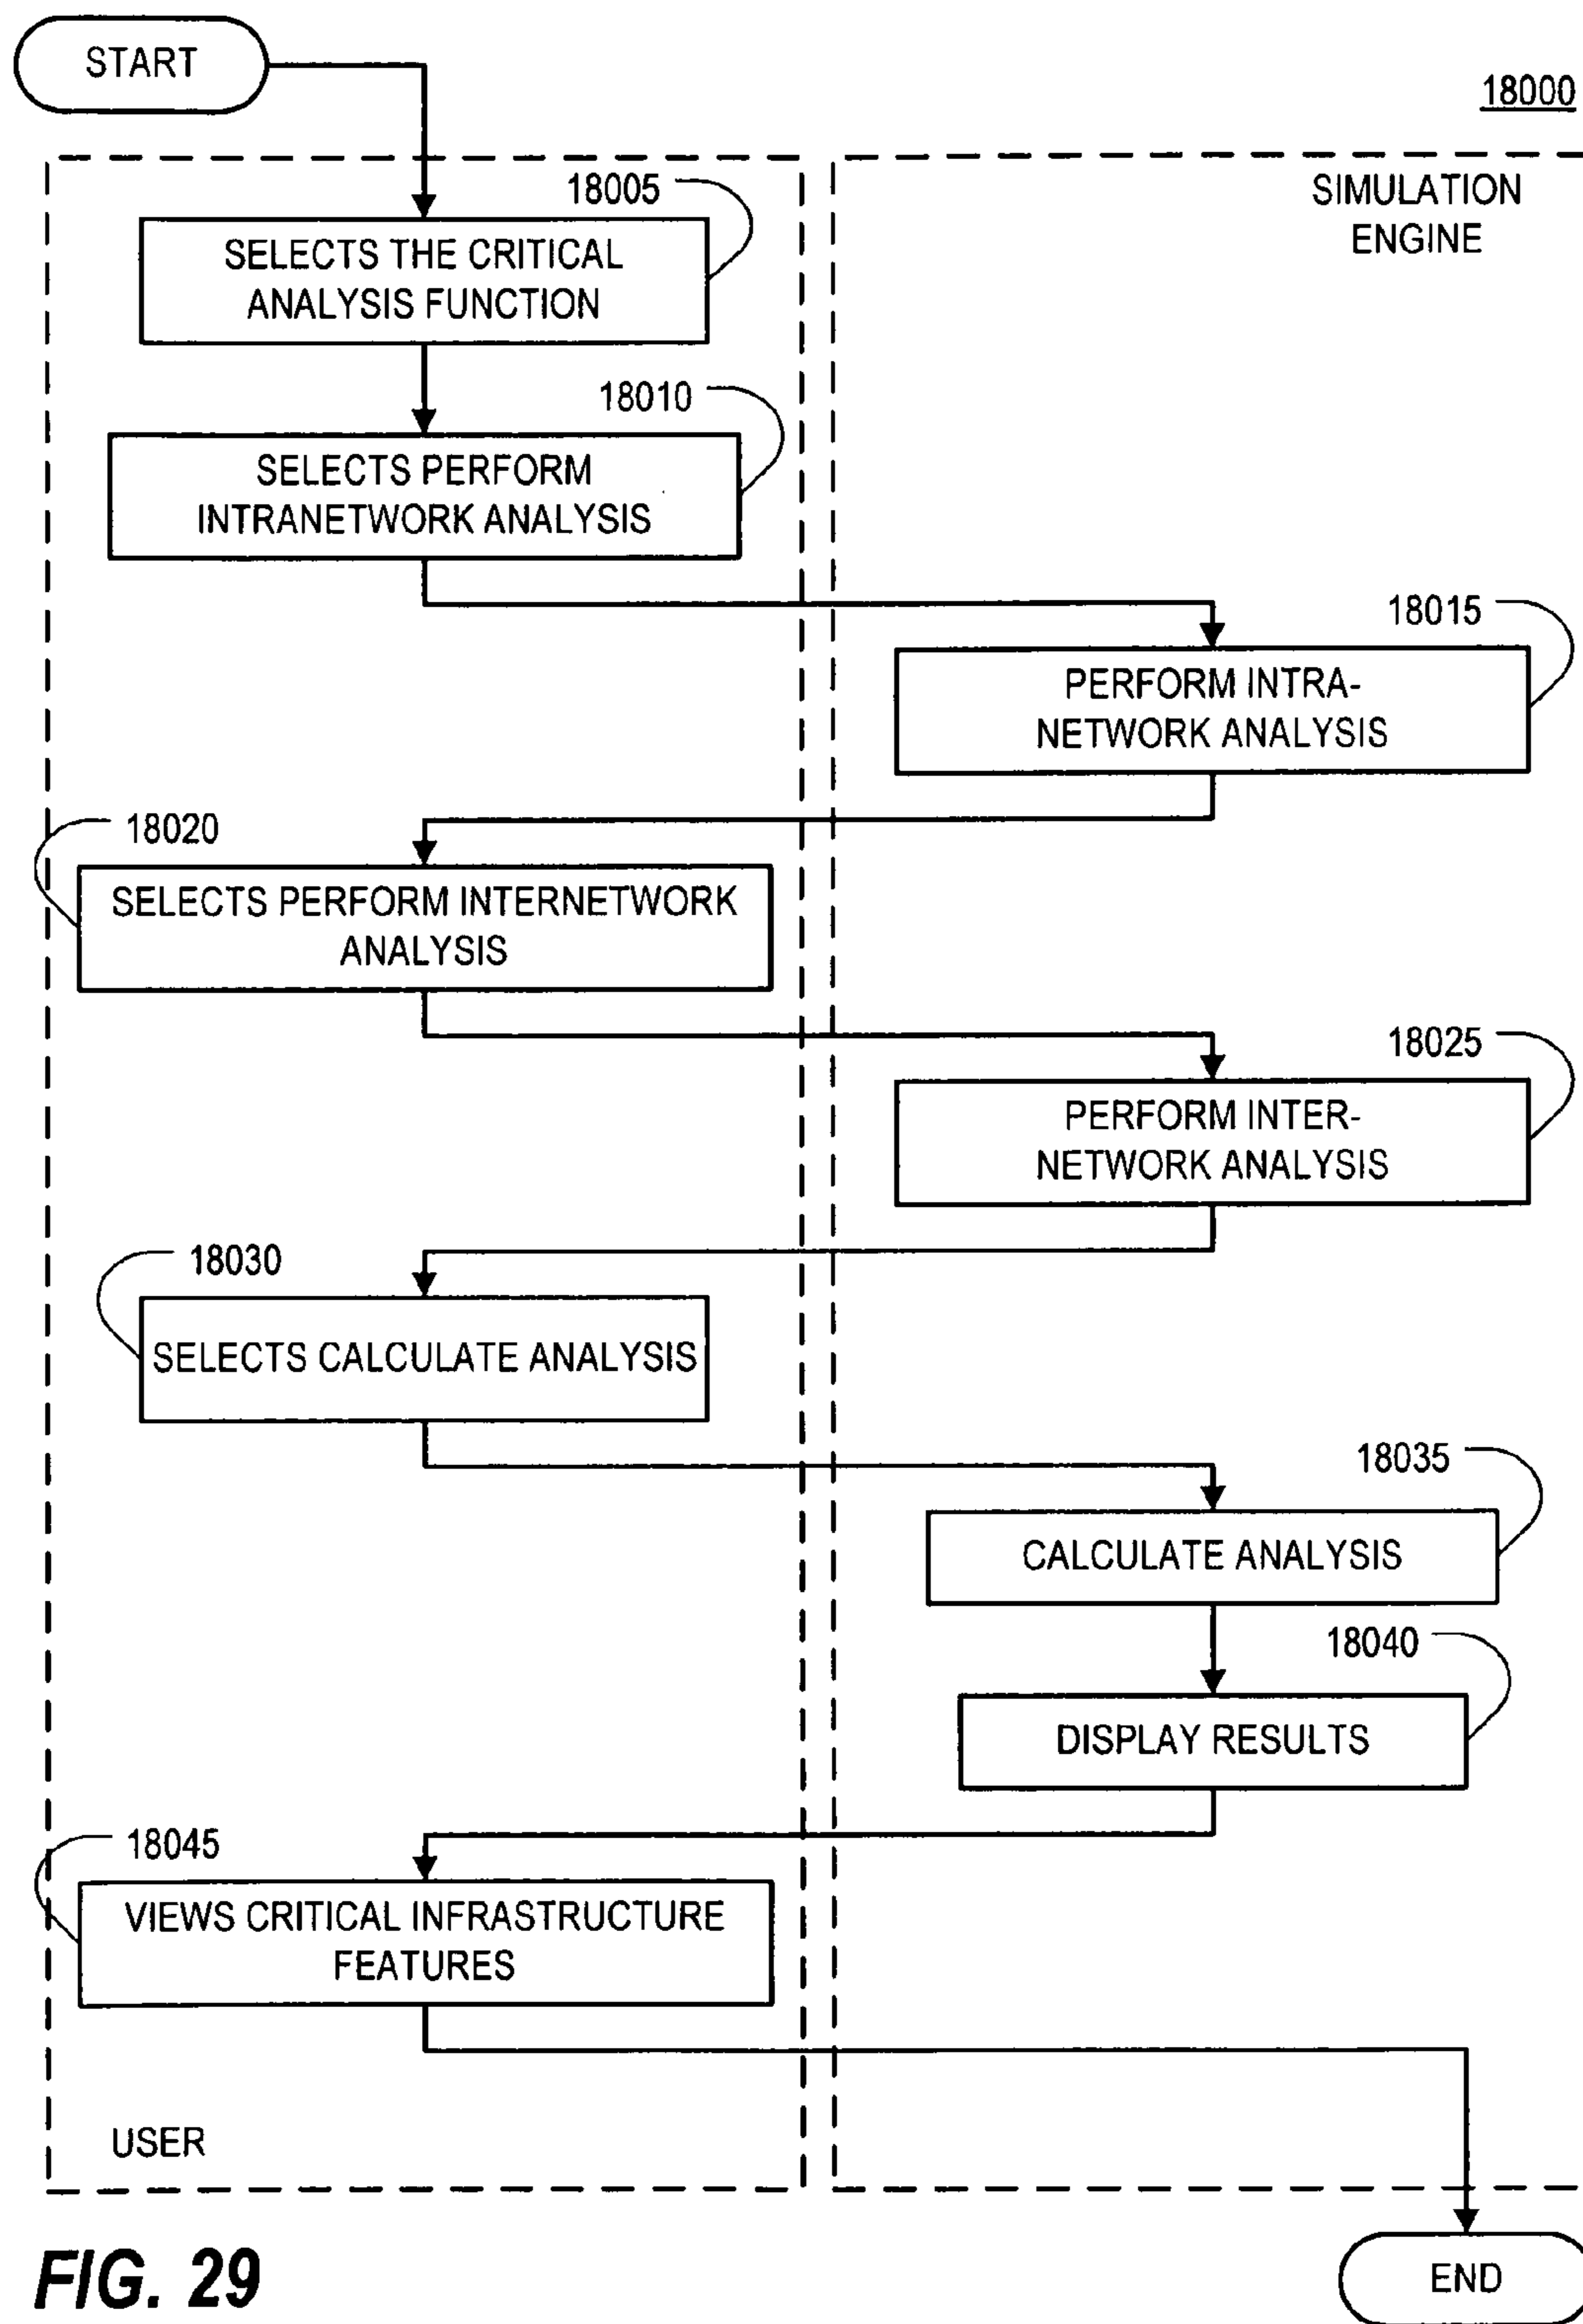 START
18000
SIMULATION
ENGINE
18005
SELECTS THE CRITICAL
ANALYSIS FUNCTION
18010
SELECTS PERFORM
INTRANETWORK ANALYSIS
18015
PERFORM INTRA-
NETWORK ANALYSIS
18020
SELECTS PERFORM INTERNETWORK
ANALYSIS
18025
PERFORM INTER-
NETWORK ANALYSIS
18030
SELECTS CALCULATE ANALYSIS
18035
CALCULATE ANALYSIS
18040
DISPLAY RESULTS
18045
VIEWS CRITICAL INFRASTRUCTURE
FEATURES
USER
END
FIG. 29